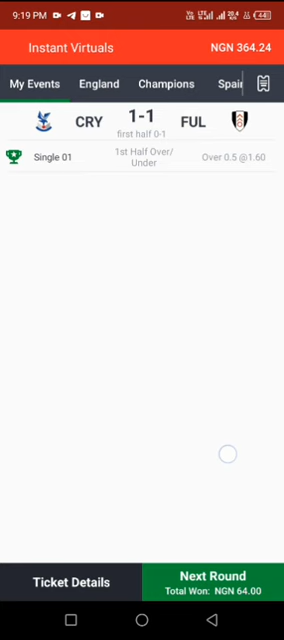 9:19 PM
Instant Virtuals
NGN 364.24
My Events
England
Champions
Spai
CRY
1-1
FUL
first half 0-1
Single 01
1st Half Over/
Under
Over 0.5 @1.60
Ticket Details
Next Round
Total Won: NGN 64.00